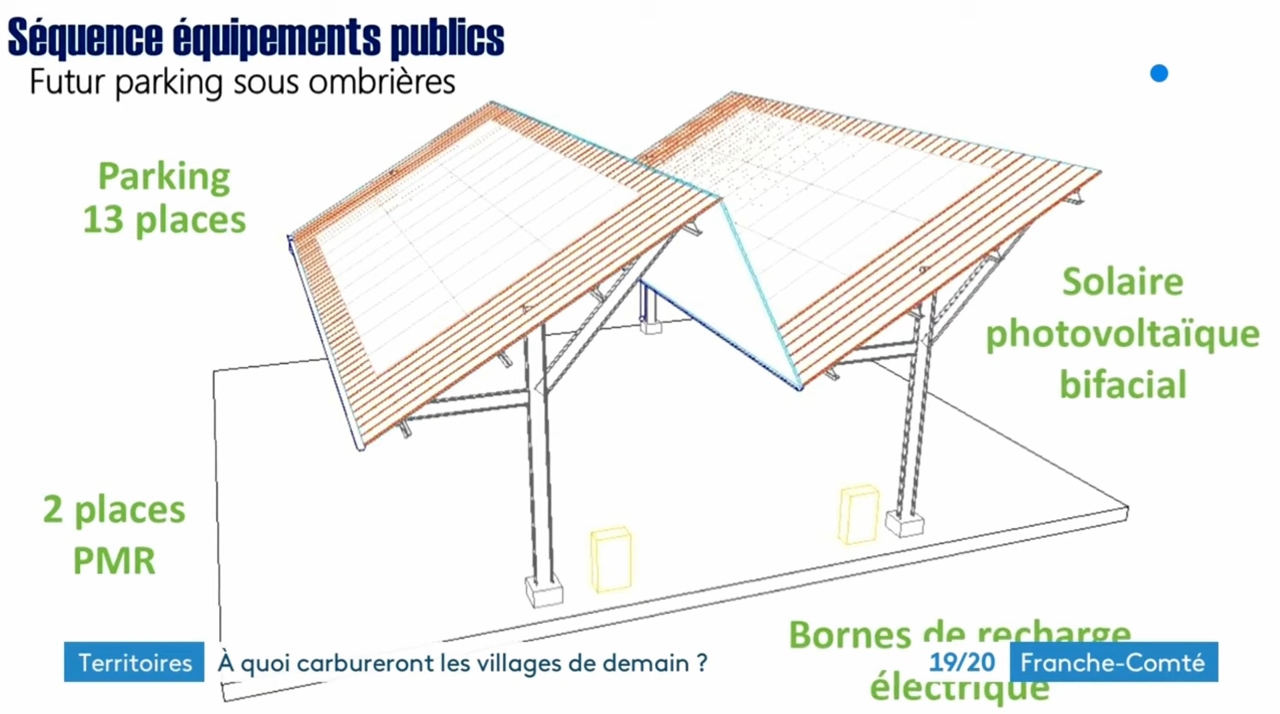 Séquence équipements publics
Futur parking sous ombrières
Parking
13 places
Solaire
photovoltaïque
bifacial
2 places
PMR
Bornes de recharge
électrique
Territoires
À quoi carbureront les villages de demain ?
19/20
Franche-Comté